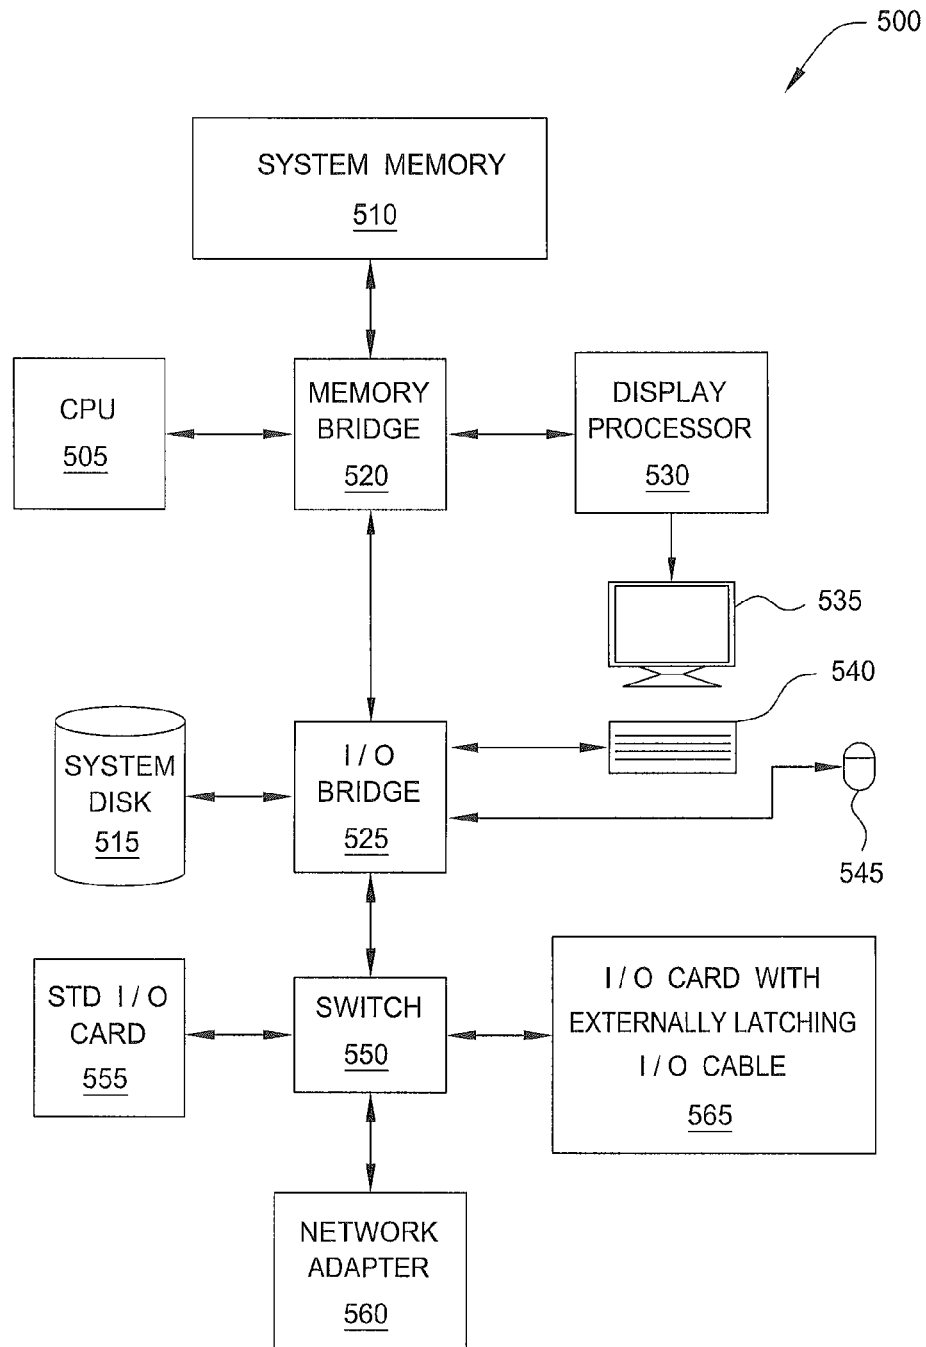 500
SYSTEM MEMORY
510
CPU
505
MEMORY
BRIDGE
520
DISPLAY
PROCESSOR
530
535
540
SYSTEM
DISK
515
I / O
BRIDGE
525
545
STD I / O
CARD
555
SWITCH
550
I / O CARD WITH
EXTERNALLY LATCHING
I / O CABLE
565
NETWORK
ADAPTER
560